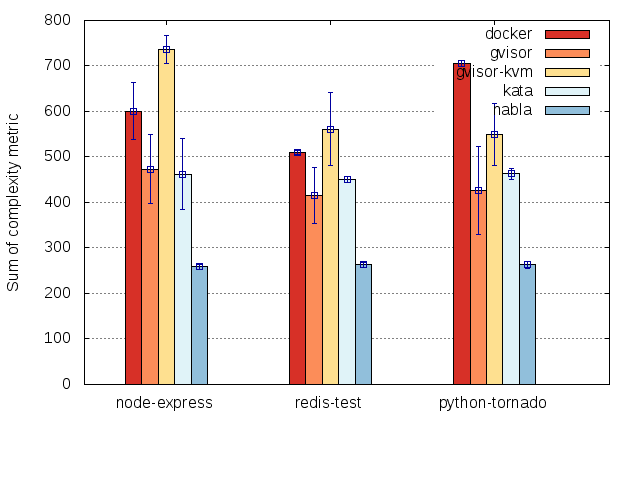 800
700
600
500
400
300
200
100
0
Sum of complexity metric
docker
gvisor
gvisor-kvm
kata
nabla
node-express
redis-test
python-tornado